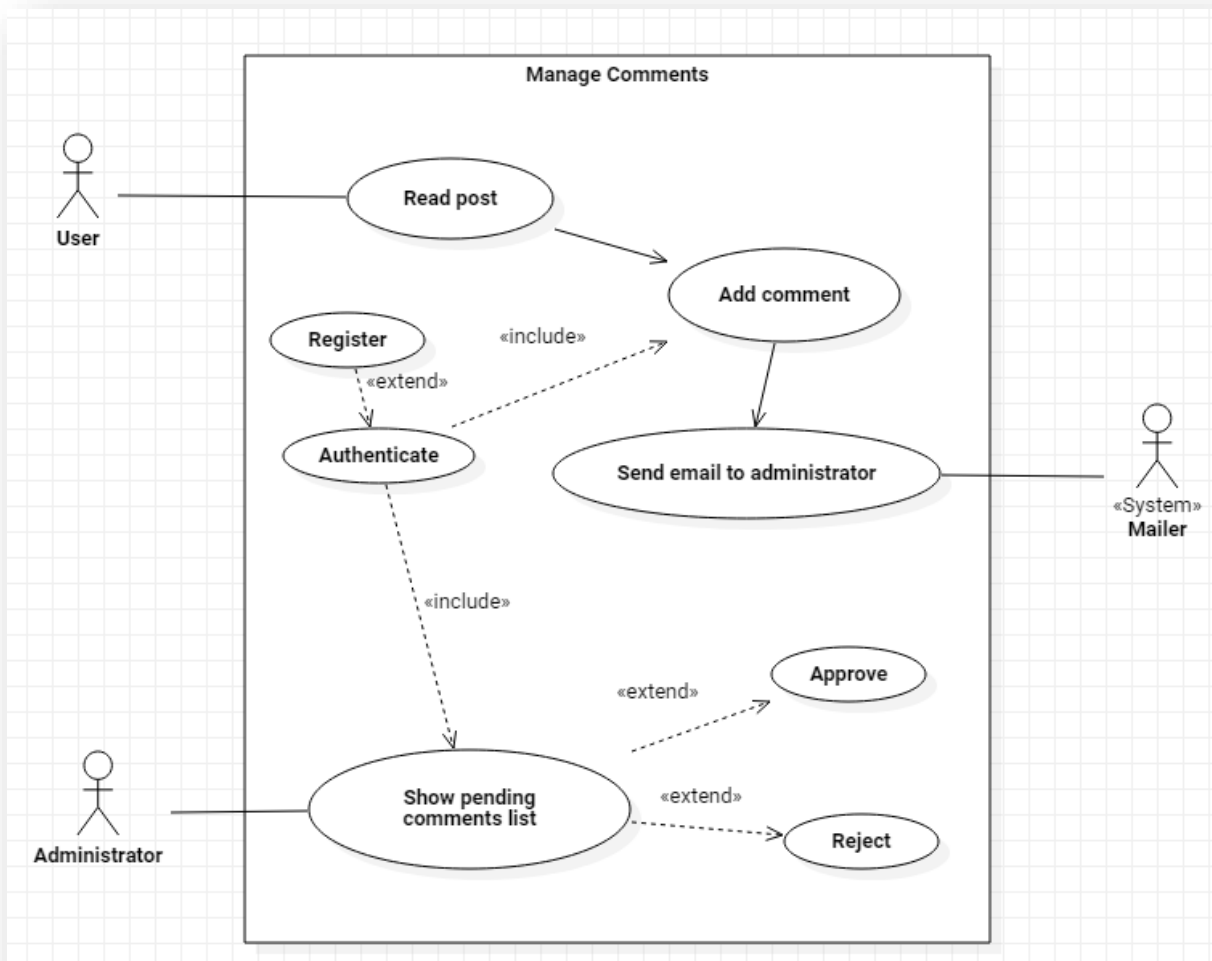 Manage Comments
Read post
User
Add comment
Register
«include»
«extend»
Authenticate
Send email to administrator
«System»
Mailer
«include»
Approve
«extend»
Show pending
comments list
«extend»
Reject
Administrator